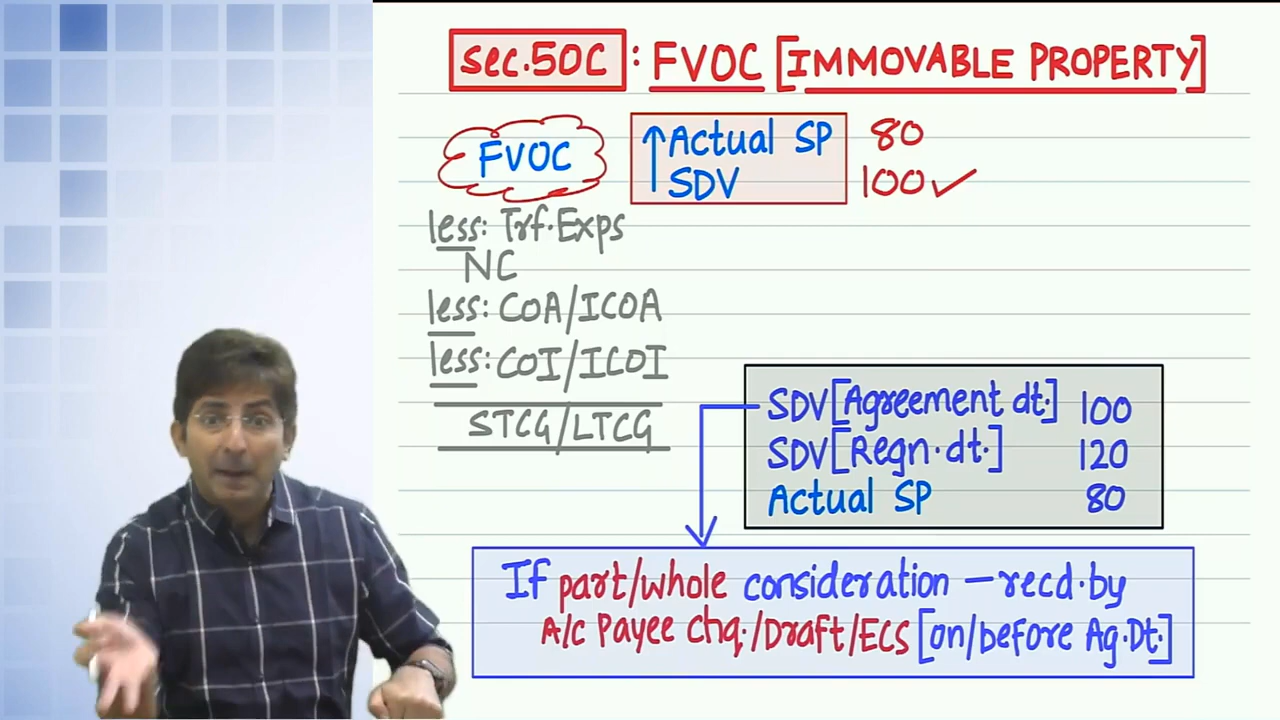 Sec.50C : FVOC [IMMOVABLE PROPERTY]
FVOC ↑Actual SP 80
SDV 100✓
less: Trf.Exps
NC
less: COA/ICOA
less: COI/ICOI
STCG/LTCG
SDV[Agreement dt.] 100
SDV[Regn.dt.] 120
Actual SP 80
If part/whole consideration – recd.by
A/C Payee Chq./Draft/ECS [on/before Ag.Dt.]